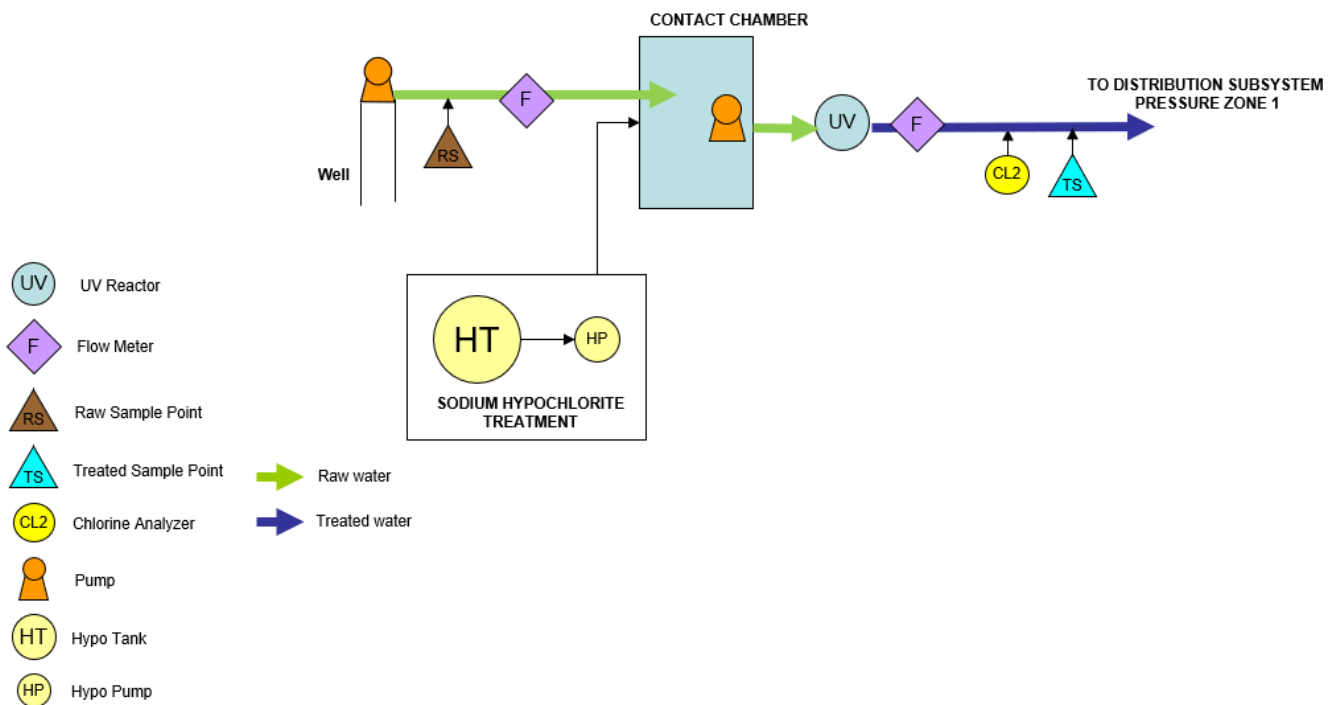 CONTACT CHAMBER
TO DISTRIBUTION SUBSYSTEM
PRESSURE ZONE 1
F
UV
F
RS
CL2
TS
Well
HT
HP
SODIUM HYPOCHLORITE
TREATMENT
UV
UV Reactor
F
Flow Meter
RS
Raw Sample Point
TS
Treated Sample Point
Raw water
CL2
Chlorine Analyzer
Treated water
Pump
HT
Hypo Tank
HP
Hypo Pump